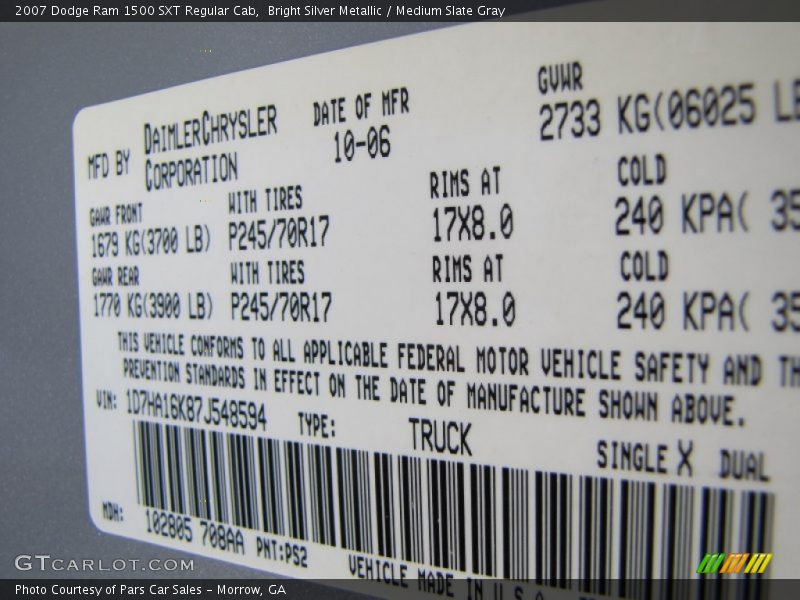 2007 Dodge Ram 1500 SXT Regular Cab,  Bright Silver Metallic / Medium Slate Gray
MFD BY DAIMLERCHRYSLER CORPORATION
DATE OF MFR
10-06
GVWR
2733 KG(06025 LB
GAWR FRONT
WITH TIRES
RIMS AT
COLD
1679 KG(3700 LB) P245/70R17 17X8.0 240 KPA( 35
GAWR REAR
WITH TIRES
RIMS AT
COLD
1770 KG(3900 LB) P245/70R17 17X8.0 240 KPA( 35
THIS VEHICLE CONFORMS TO ALL APPLICABLE FEDERAL MOTOR VEHICLE SAFETY AND TH
PREVENTION STANDARDS IN EFFECT ON THE DATE OF MANUFACTURE SHOWN ABOVE.
VIN: 1D7HA16K87J548594 TYPE: TRUCK SINGLE X DUAL
MDH: 102805 708AA PNT:PS2
VEHICLE MADE IN U.S.A.
GTCARLOT.COM
Photo Courtesy of Pars Car Sales - Morrow, GA